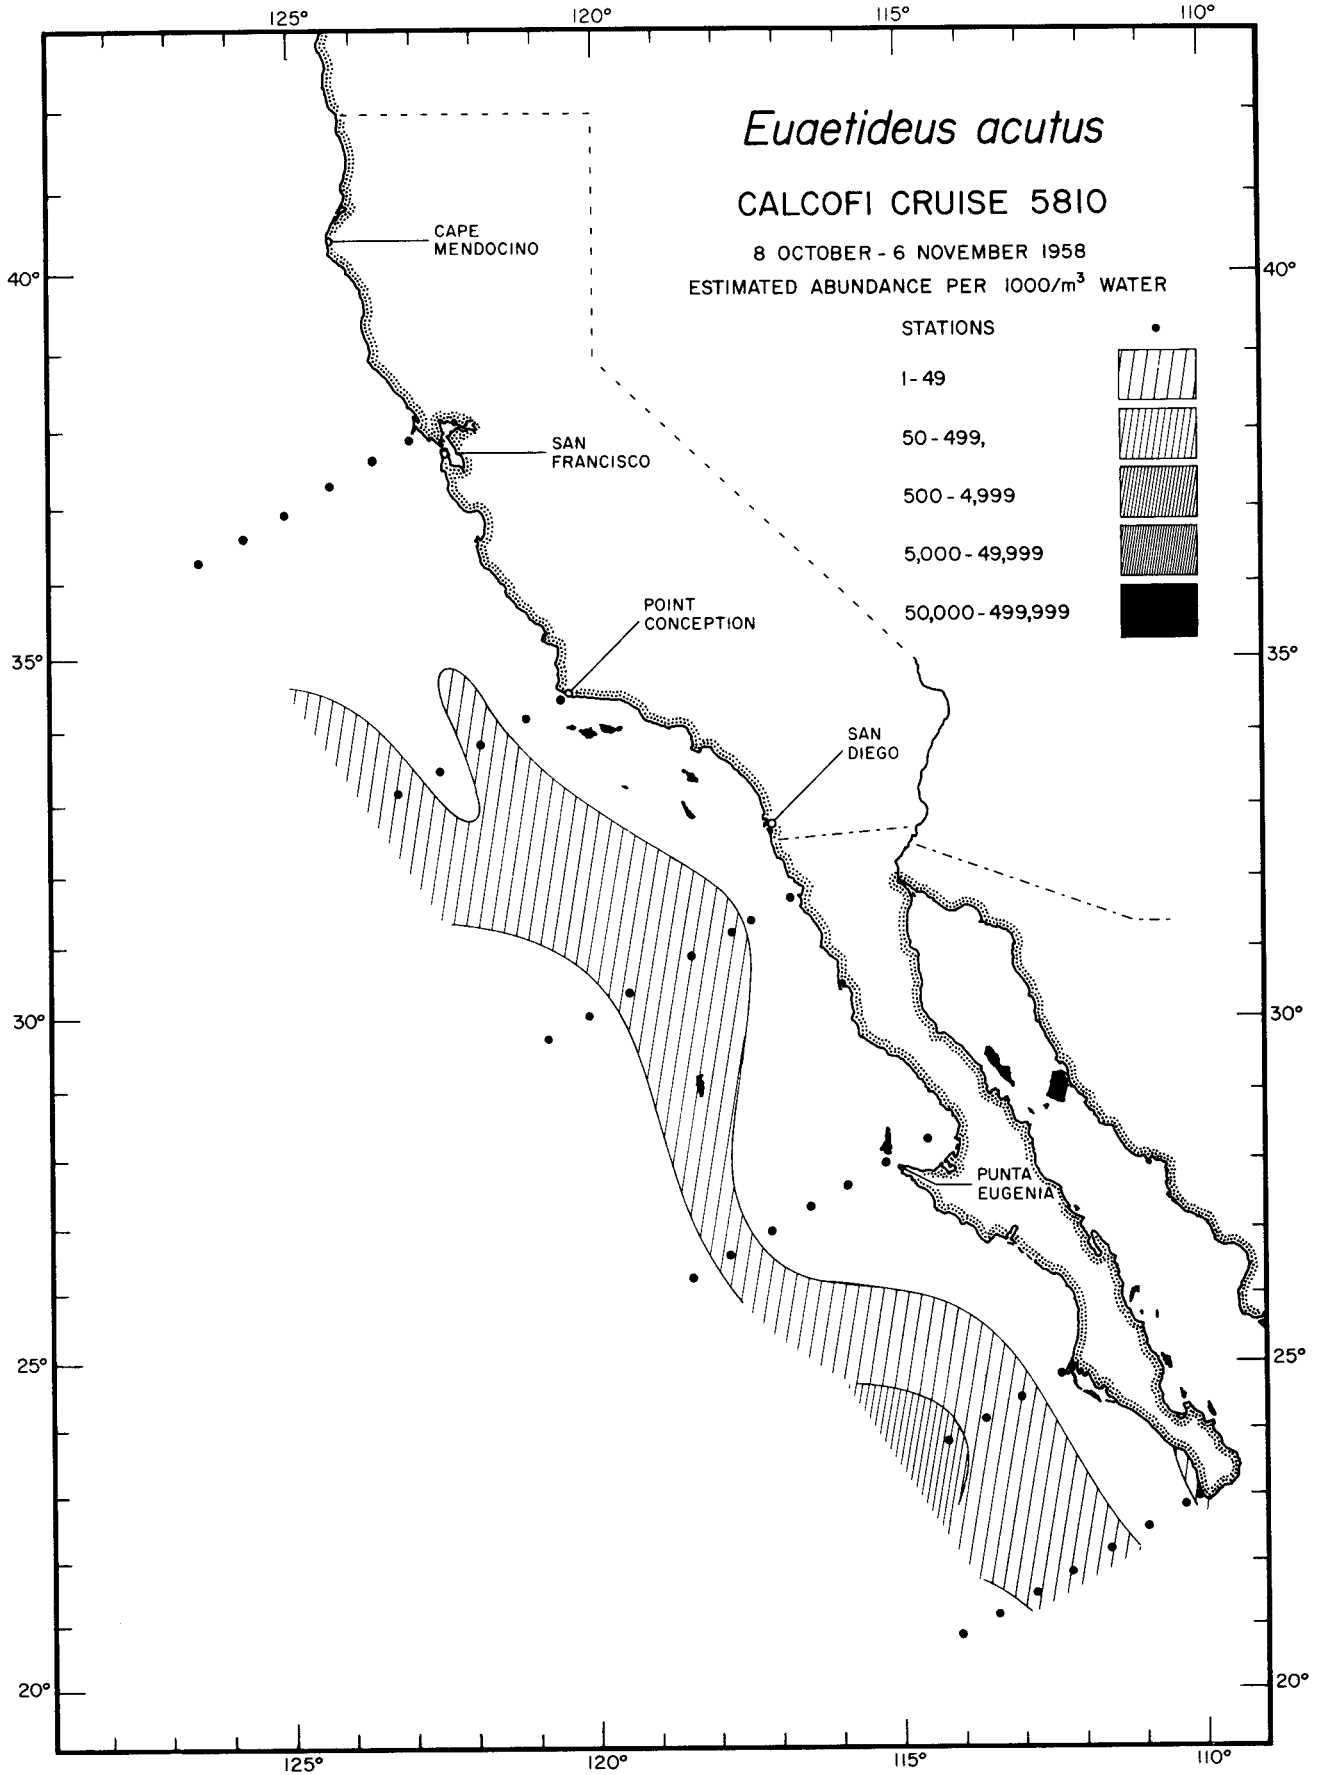 125° 120° 115° 110°
Euaetideus acutus
CALCOFI CRUISE 5810
8 OCTOBER - 6 NOVEMBER 1958
ESTIMATED ABUNDANCE PER 1000/m³ WATER
STATIONS
1-49
50-499,
500-4,999
5,000-49,999
50,000-499,999
CAPE
MENDOCINO
40° 40°
SAN
FRANCISCO
POINT
CONCEPTION
35° 35°
SAN
DIEGO
30° 30°
PUNTA
EUGENIA
25° 25°
20° 20°
125° 120° 115° 110°